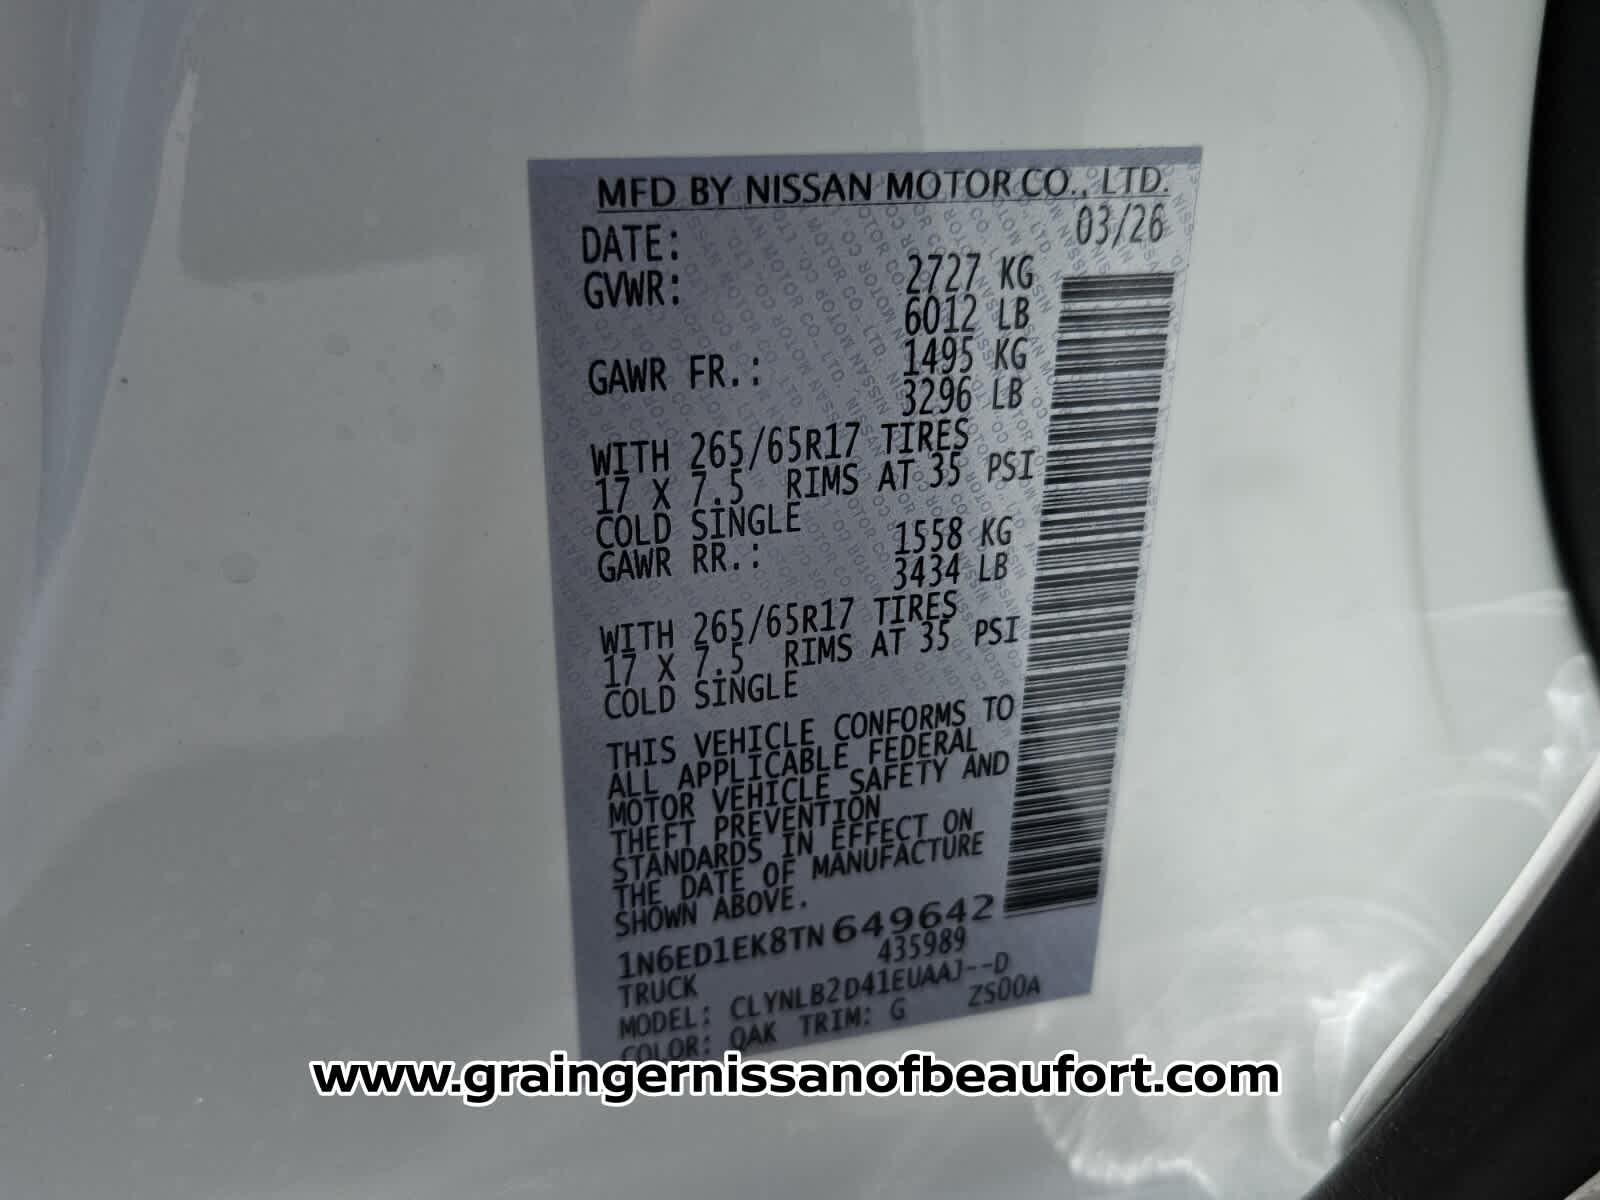 MFD BY NISSAN MOTOR CO., LTD.
DATE: 03/26
GVWR: 2727 KG
6012 LB
GAWR FR.: 1495 KG
3296 LB
WITH 265/65R17 TIRES
17 X 7.5 RIMS AT 35 PSI
COLD SINGLE
GAWR RR.: 1558 KG
3434 LB
WITH 265/65R17 TIRES
17 X 7.5 RIMS AT 35 PSI
COLD SINGLE
THIS VEHICLE CONFORMS TO
ALL APPLICABLE FEDERAL
MOTOR VEHICLE SAFETY AND
THEFT PREVENTION
STANDARDS IN EFFECT ON
THE DATE OF MANUFACTURE
SHOWN ABOVE.
1N6ED1EK8TN649642
TRUCK 435989
MODEL: CLYNLB2D41EUAAJ--D
COLOR: QAK TRIM: G ZS00A
www.graingernissanofbeaufort.com